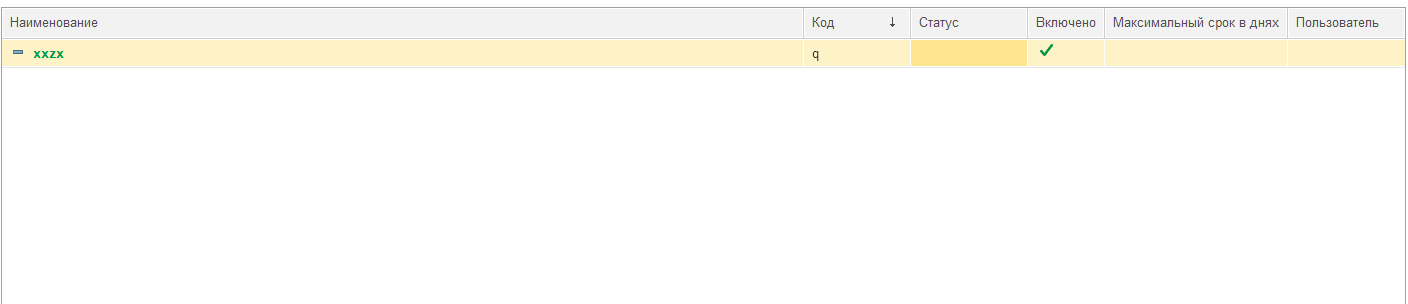 Наименование Код ↓ Статус Включено Максимальный срок в днях Пользователь
xxzx q